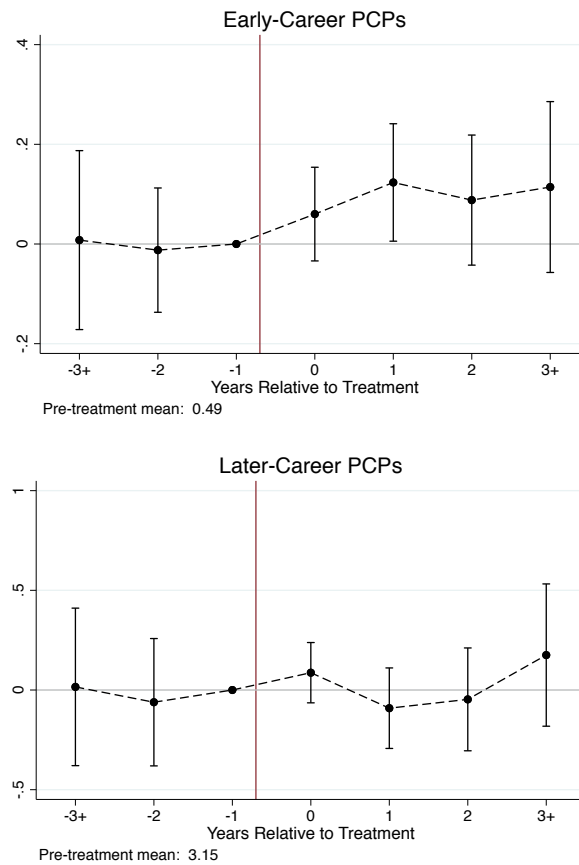 Early-Career PCPs
.4
.2
0
-.2
-3+ -2 -1 0 1 2 3+
Years Relative to Treatment
Pre-treatment mean: 0.49
Later-Career PCPs
1
.5
0
-.5
-3+ -2 -1 0 1 2 3+
Years Relative to Treatment
Pre-treatment mean: 3.15